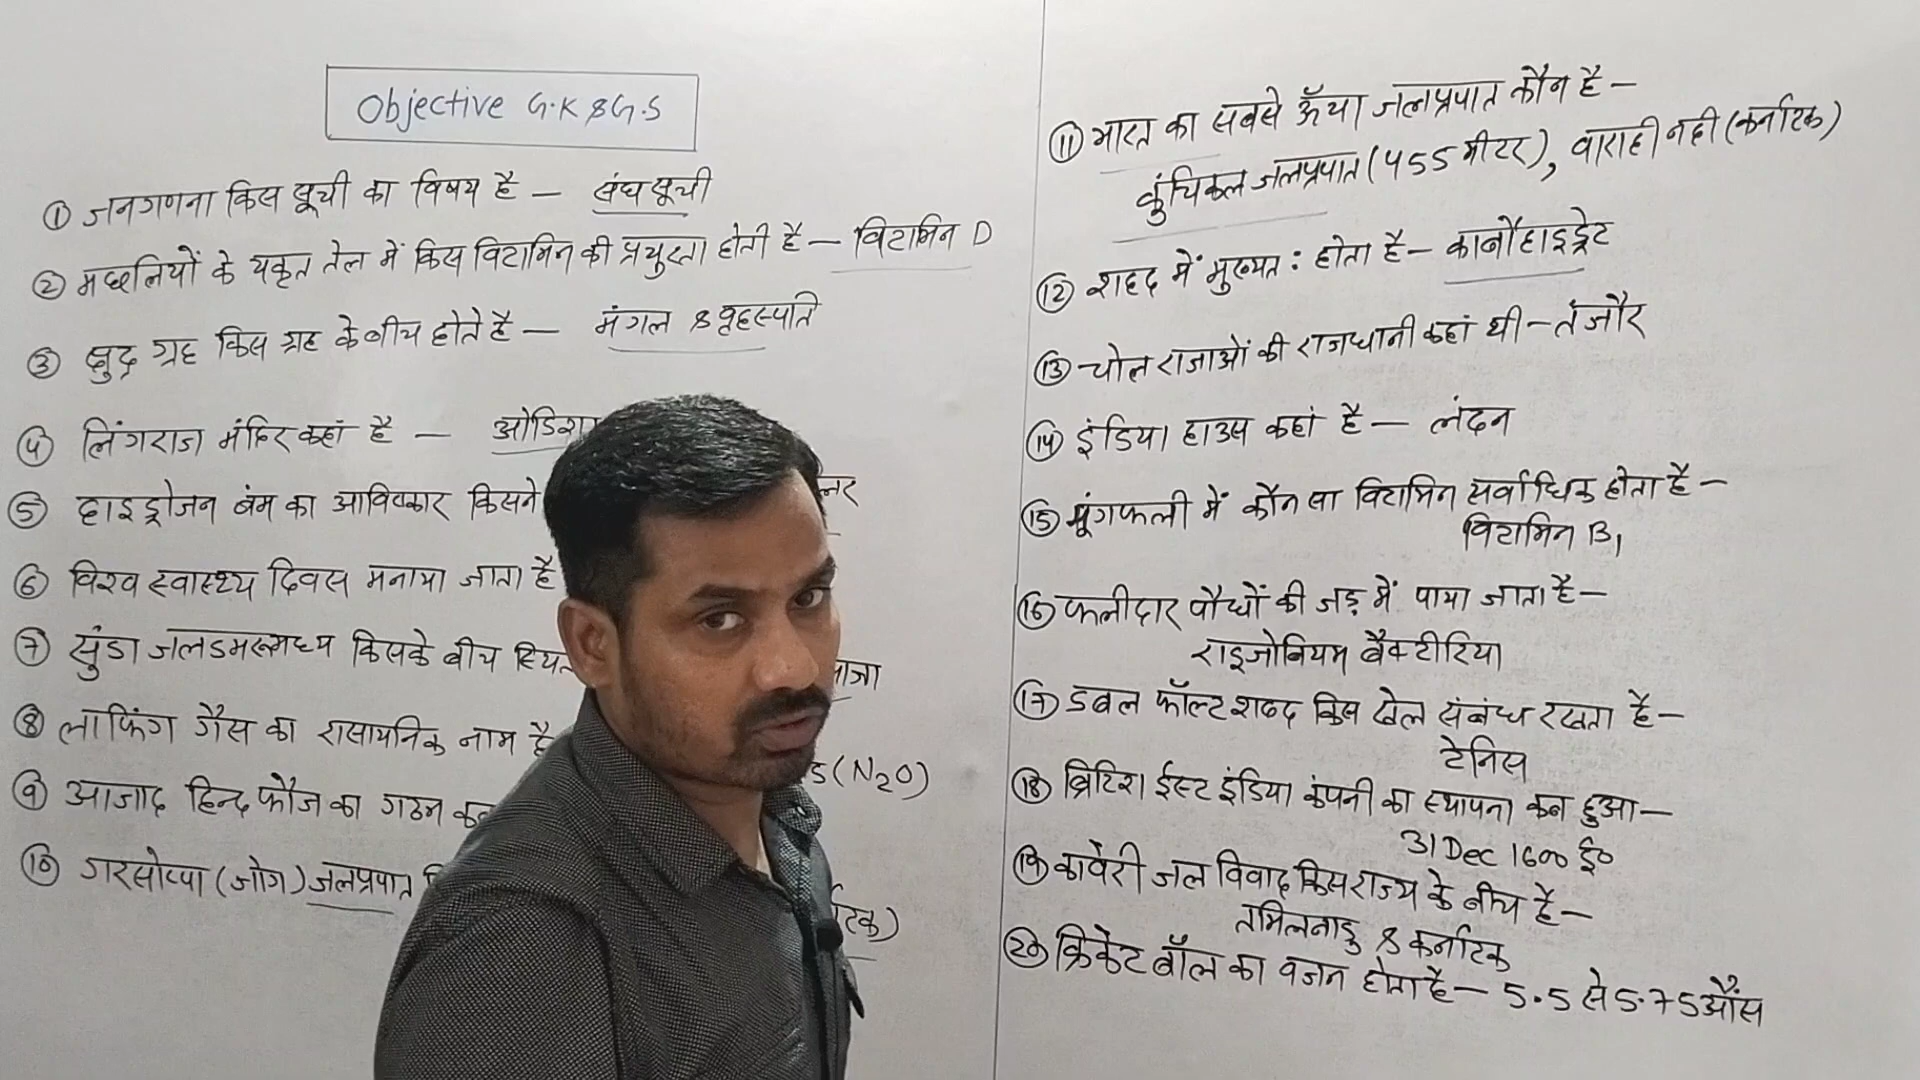 Objective G.K & G.S
① जनगणना किस सूची का विषय है — संघ सूची
② मछलियों के यकृत तेल में किस विटामिन की प्रचुरता होती है — विटामिन D
③ क्षुद्र ग्रह किस ग्रह के बीच होते है — मंगल & वृहस्पति
④ लिंगराज मंदिर कहां है — ओडिशा
⑤ हाइड्रोजन बंम का आविष्कार किसने लर
⑥ विश्व स्वास्थ्य दिवस मनाया जाता है
⑦ सुंडा जलडमरूमध्य किसके बीच स्थित
⑧ लाफिंग गैस का रासायनिक नाम है (N₂O)
⑨ आजाद हिन्द फौज का गठन
⑩ गरसोप्पा (जोग) जलप्रपात टक)
⑪ भारत का सबसे ऊँचा जलप्रपात कौन है —
कुंचिकल जलप्रपात (455 मीटर), वाराही नदी (कर्नाटक)
⑫ शहद में मुख्यत : होता है — कार्बोहाइड्रेट
⑬ चोल राजाओं की राजधानी कहां थी — तंजौर
⑭ इंडिया हाउस कहां है — लंदन
⑮ मूंगफली में कौन सा विटामिन सर्वाधिक होता है —
विटामिन B₁
⑯ फलीदार पौधों की जड़ में पाया जाता है —
राइजोबियम बैक्टीरिया
⑰ डबल फॉल्ट शब्द किस खेल संबंध रखता है —
टेनिस
⑱ ब्रिटिश ईस्ट इंडिया कंपनी का स्थापना कब हुआ —
31 Dec 1600 ई०
⑲ कावेरी जल विवाद किस राज्य के बीच है —
तमिलनाडु & कर्नाटक
⑳ क्रिकेट बॉल का वजन होता है — 5.5 से 5.75 औंस